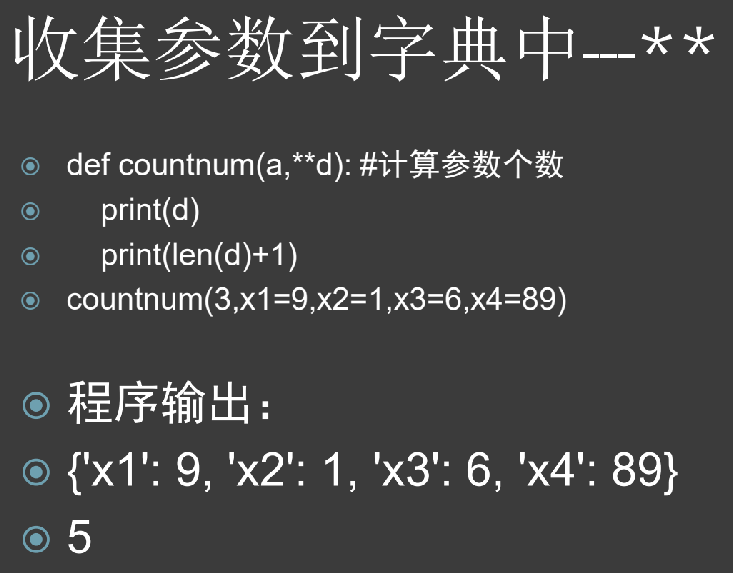 收集参数到字典中---**
def countnum(a,**d): #计算参数个数
    print(d)
    print(len(d)+1)
countnum(3,x1=9,x2=1,x3=6,x4=89)
程序输出：
{'x1': 9, 'x2': 1, 'x3': 6, 'x4': 89}
5